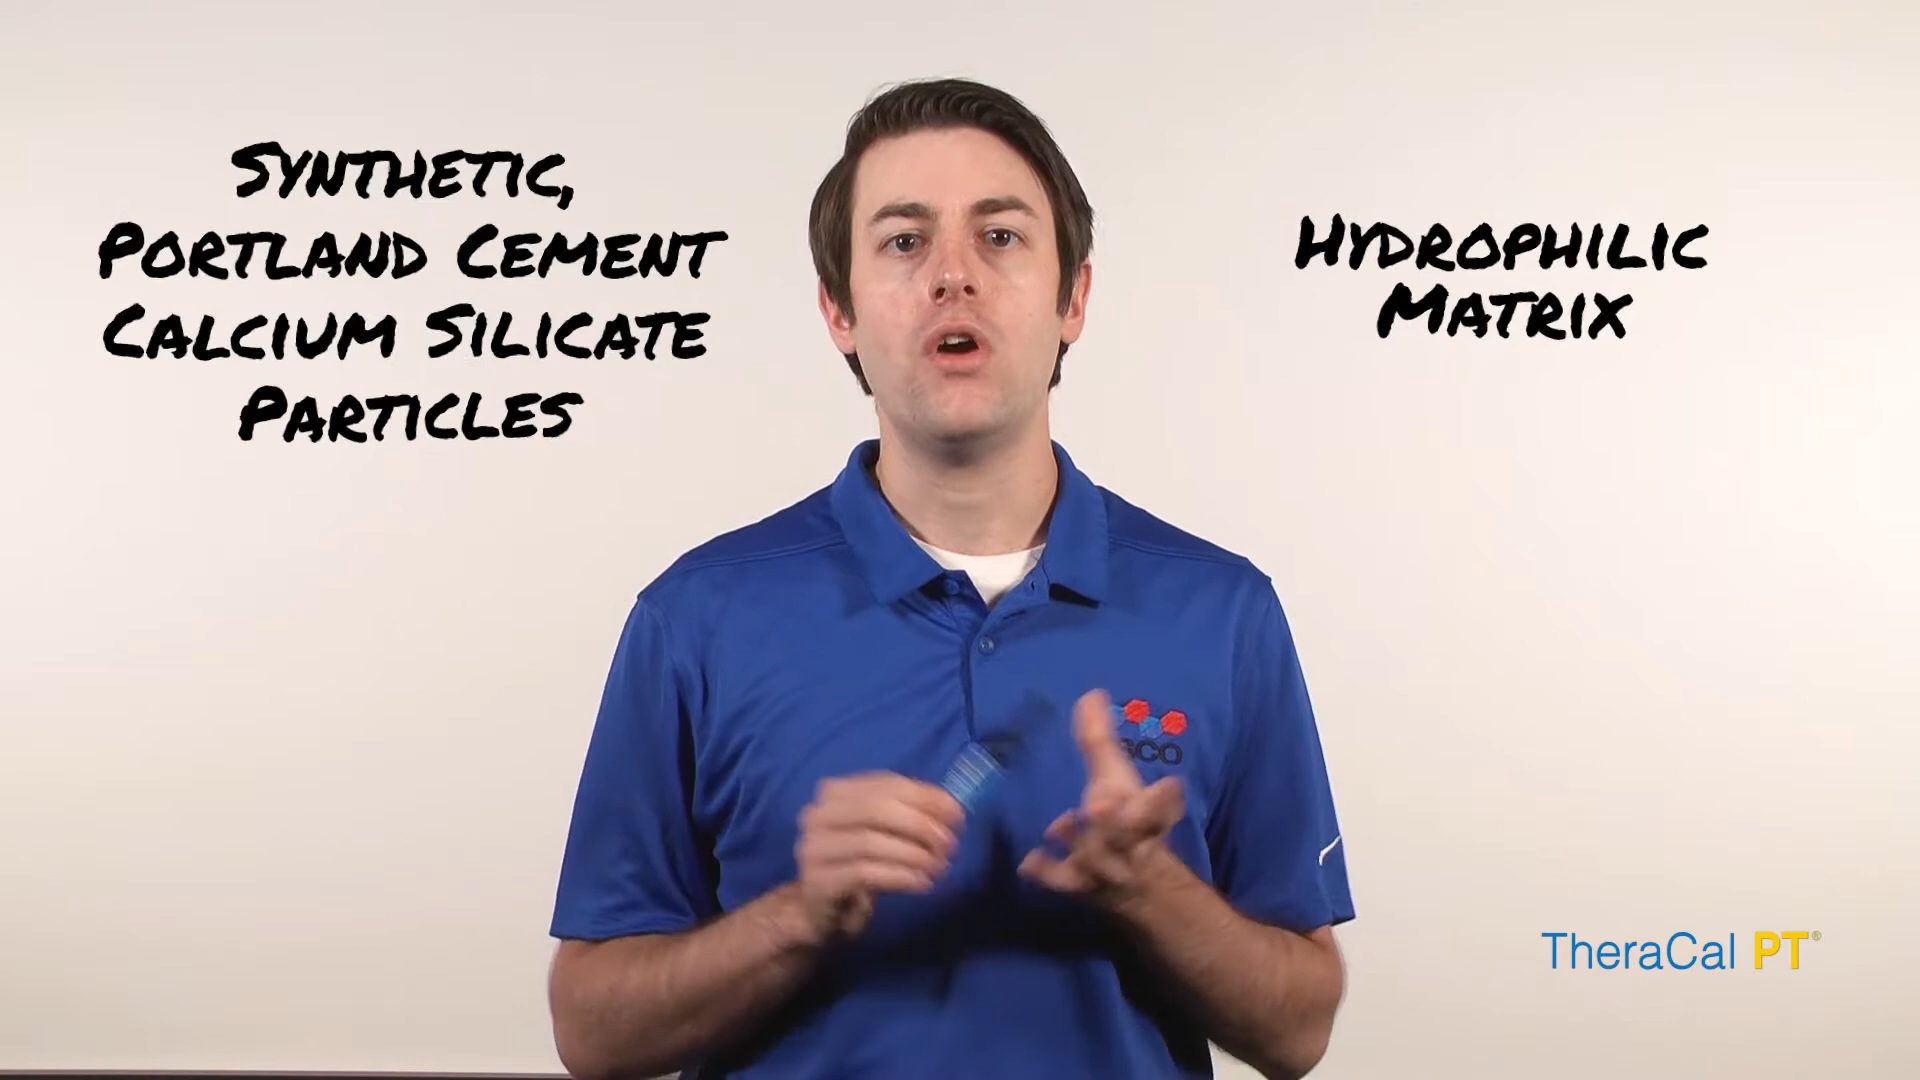 Synthetic,
Portland Cement
Calcium Silicate
Particles
Hydrophilic
Matrix
TheraCal PT®